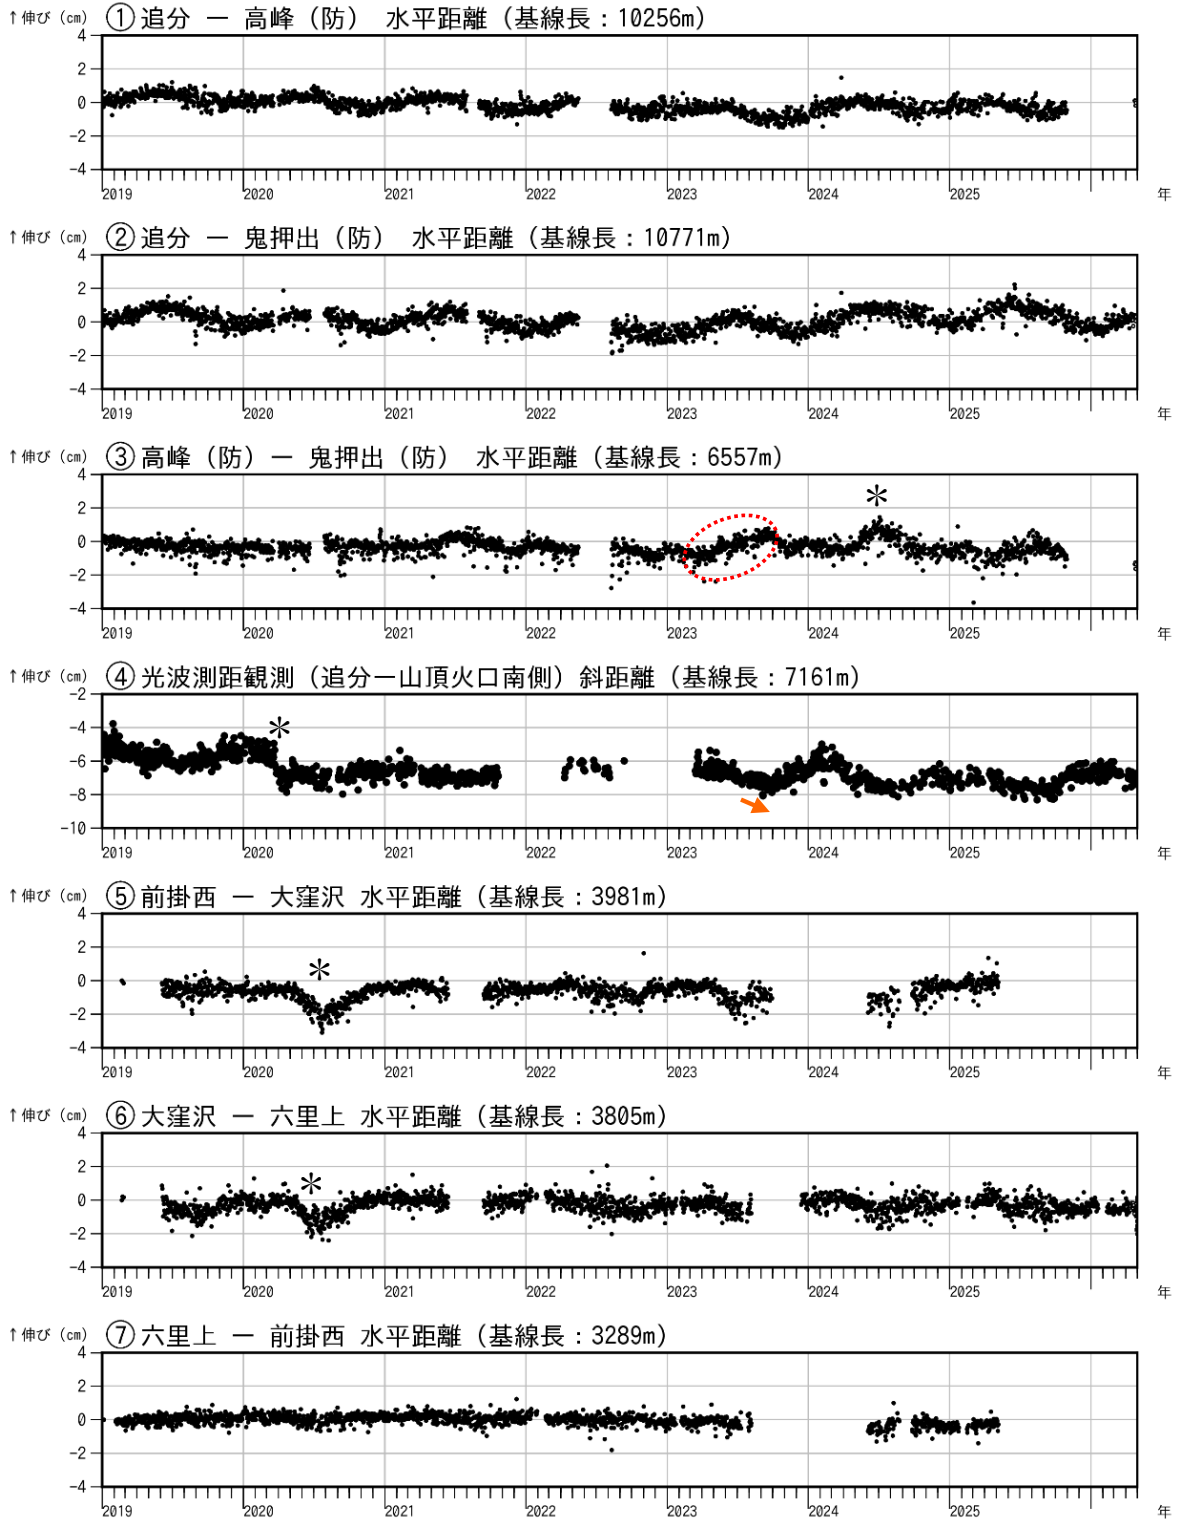 ↑伸び（㎝） ①追分 ― 高峰（防） 水平距離（基線長：10256m）
4
2
0
-2
-4
2019 2020 2021 2022 2023 2024 2025 年
↑伸び（㎝） ②追分 ― 鬼押出（防） 水平距離（基線長：10771m）
4
2
0
-2
-4
2019 2020 2021 2022 2023 2024 2025 年
↑伸び（㎝） ③高峰（防）― 鬼押出（防） 水平距離（基線長：6557m）
4
＊
2
0
-2
-4
2019 2020 2021 2022 2023 2024 2025 年
↑伸び（㎝） ④光波測距観測（追分―山頂火口南側）斜距離（基線長：7161m）
-2
-4
＊
-6
-8
-10
2019 2020 2021 2022 2023 2024 2025 年
↑伸び（㎝） ⑤前掛西 ― 大窪沢 水平距離（基線長：3981m）
4
2
＊
0
-2
-4
2019 2020 2021 2022 2023 2024 2025 年
↑伸び（㎝） ⑥大窪沢 ― 六里上 水平距離（基線長：3805m）
4
2
＊
0
-2
-4
2019 2020 2021 2022 2023 2024 2025 年
↑伸び（㎝） ⑦六里上 ― 前掛西 水平距離（基線長：3289m）
4
2
0
-2
-4
2019 2020 2021 2022 2023 2024 2025 年